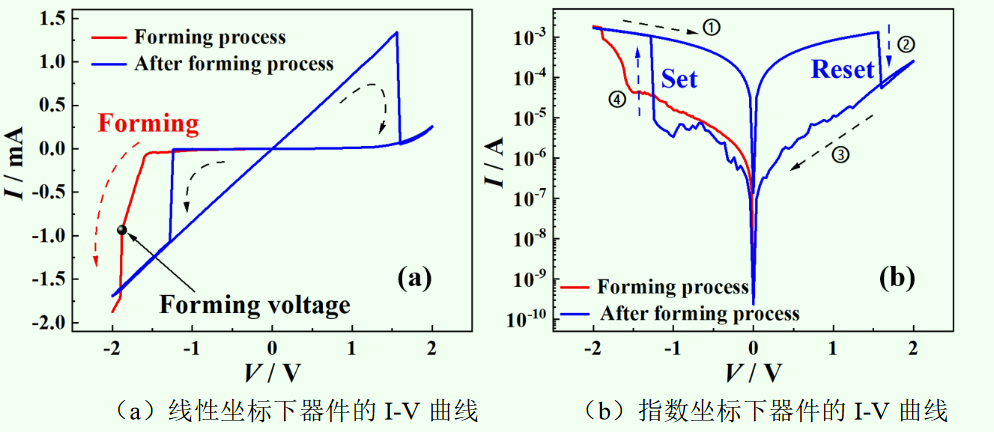 Forming process
After forming process
1.5
1.0
0.5
0.0
-0.5
-1.0
-1.5
-2.0
I / mA
Forming
Forming voltage
(a)
-2 -1 0 1 2
V / V
(a)线性坐标下器件的 I-V 曲线
10⁻³
10⁻⁴
10⁻⁵
10⁻⁶
10⁻⁷
10⁻⁸
10⁻⁹
10⁻¹⁰
I / A
①
②
Set
Reset
④
③
(b)
Forming process
After forming process
-2 -1 0 1 2
V / V
(b)指数坐标下器件的 I-V 曲线